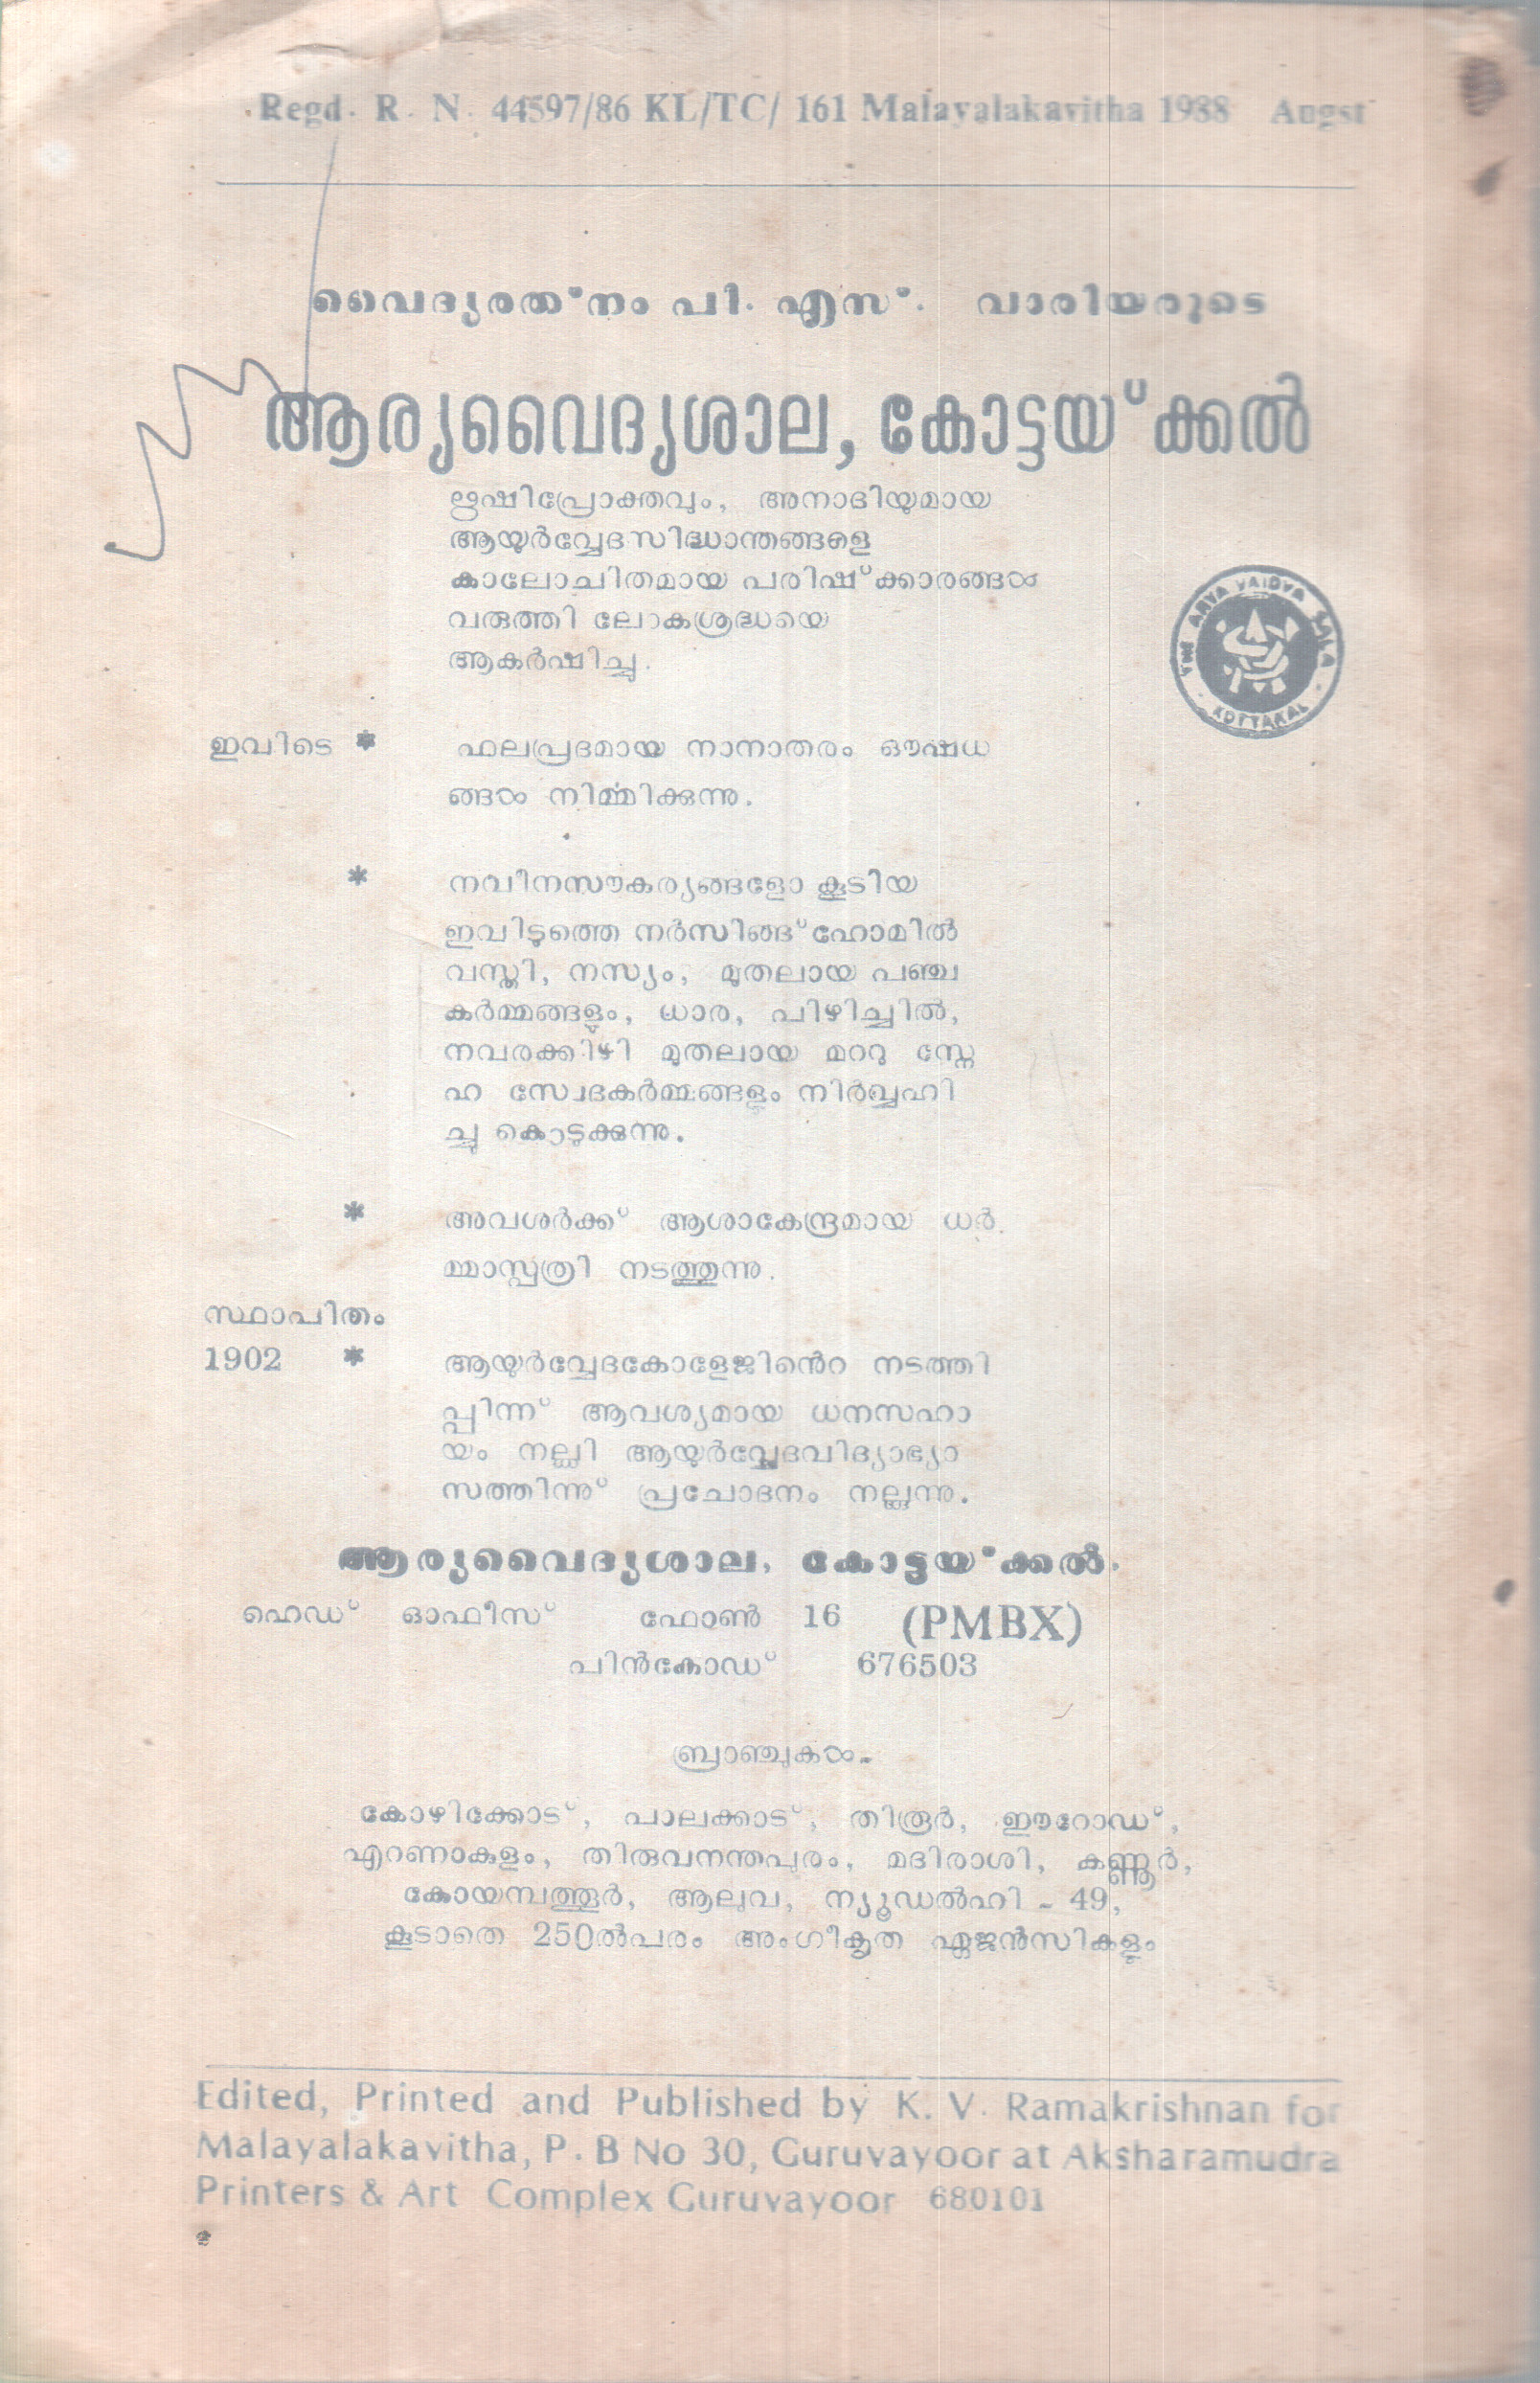 Regd. R. N. 44597/86 KL/TC/ 161 Malayalakavitha 1988 Augst
വൈദ്യരത്‌നം പി. എസ്. വാരിയരുടെ
ആര്യവൈദ്യശാല, കോട്ടയ്ക്കൽ
ഋഷിപ്രോക്തവും, അനാദിയുമായ
ആയുർവ്വേദസിദ്ധാന്തങ്ങളെ
കാലോചിതമായ പരിഷ്ക്കാരങ്ങൾ
വരുത്തി ലോകശ്രദ്ധയെ
ആകർഷിച്ചു.
THE ARYA VAIDYA SALA
KOTTAKAL
ഇവിടെ * ഫലപ്രദമായ നാനാതരം ഔഷധ
ങ്ങൾ നിർമ്മിക്കുന്നു.
* നവീനസൗകര്യങ്ങളോ കൂടിയ
ഇവിടുത്തെ നർസിങ്ങ്ഹോമിൽ
വസ്തി, നസ്യം, മുതലായ പഞ്ച
കർമ്മങ്ങളും, ധാര, പിഴിച്ചിൽ,
നവരക്കിഴി മുതലായ മററു സ്നേ
ഹ സ്വേദകർമ്മങ്ങളും നിർവ്വഹി
ച്ചു കൊടുക്കുന്നു.
* അവശർക്ക് ആശാകേന്ദ്രമായ ധർ.
മ്മാസ്പത്രി നടത്തുന്നു.
സ്ഥാപിതം
1902 * ആയുർവ്വേദകോളേജിൻെറ നടത്തി
പ്പിന്ന് ആവശ്യമായ ധനസഹാ
യം നല്കി ആയുർവ്വേദവിദ്യാഭ്യാ
സത്തിന്നു് പ്രചോദനം നല്കുന്നു.
ആര്യവൈദ്യശാല, കോട്ടയ്ക്കൽ.
ഹെഡ് ഓഫീസ് ഫോൺ 16 (PMBX)
പിൻകോഡ് 676503
ബ്രാഞ്ചുകൾ.
കോഴിക്കോട്, പാലക്കാട്, തിരൂർ, ഈറോഡ്,
എറണാകുളം, തിരുവനന്തപുരം, മദിരാശി, കണ്ണൂർ,
കോയമ്പത്തൂർ, ആലുവ, ന്യൂഡൽഹി - 49,
കൂടാതെ 250ൽപരം അംഗീകൃത ഏജൻസികളും
Edited, Printed and Published by K. V. Ramakrishnan for
Malayalakavitha, P. B No 30, Guruvayoor at Aksharamudra
Printers & Art Complex Guruvayoor 680101